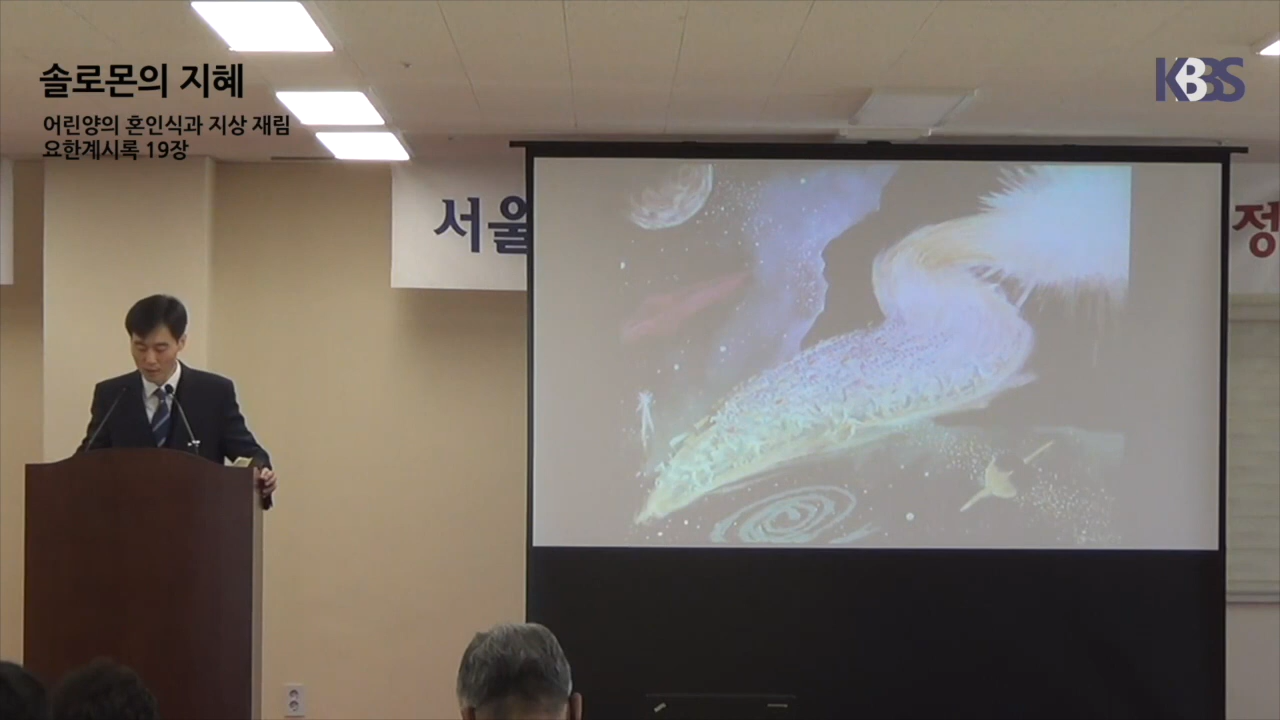 솔로몬의 지혜
어린양의 혼인식과 지상 재림
요한계시록 19장
KBBS
서울
정